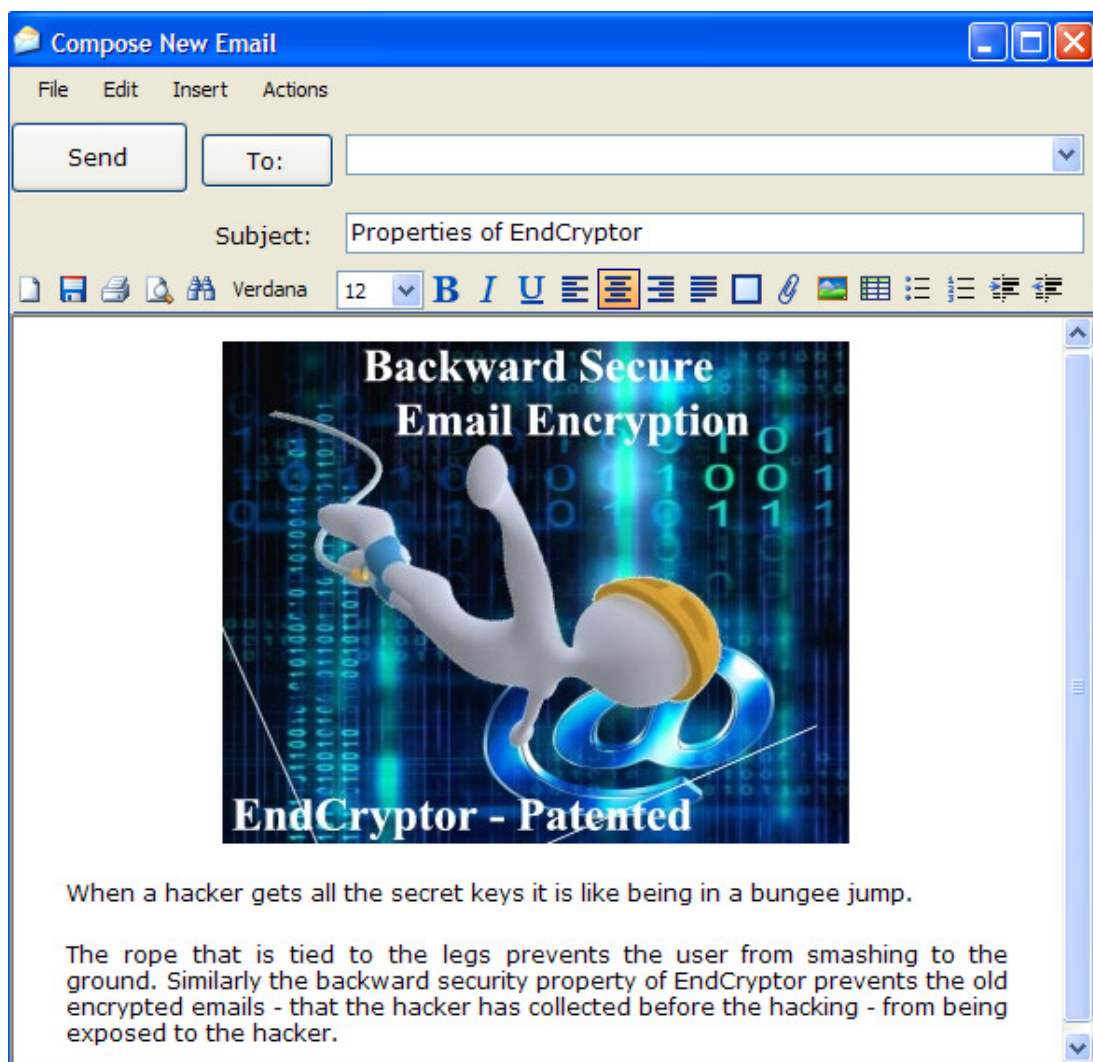 Compose New Email
File Edit Insert Actions
Send To:
Subject: Properties of EndCryptor
Verdana 12 B I U
Backward Secure
Email Encryption
EndCryptor - Patented
When a hacker gets all the secret keys it is like being in a bungee jump.
The rope that is tied to the legs prevents the user from smashing to the
ground. Similarly the backward security property of EndCryptor prevents the old
encrypted emails - that the hacker has collected before the hacking - from being
exposed to the hacker.